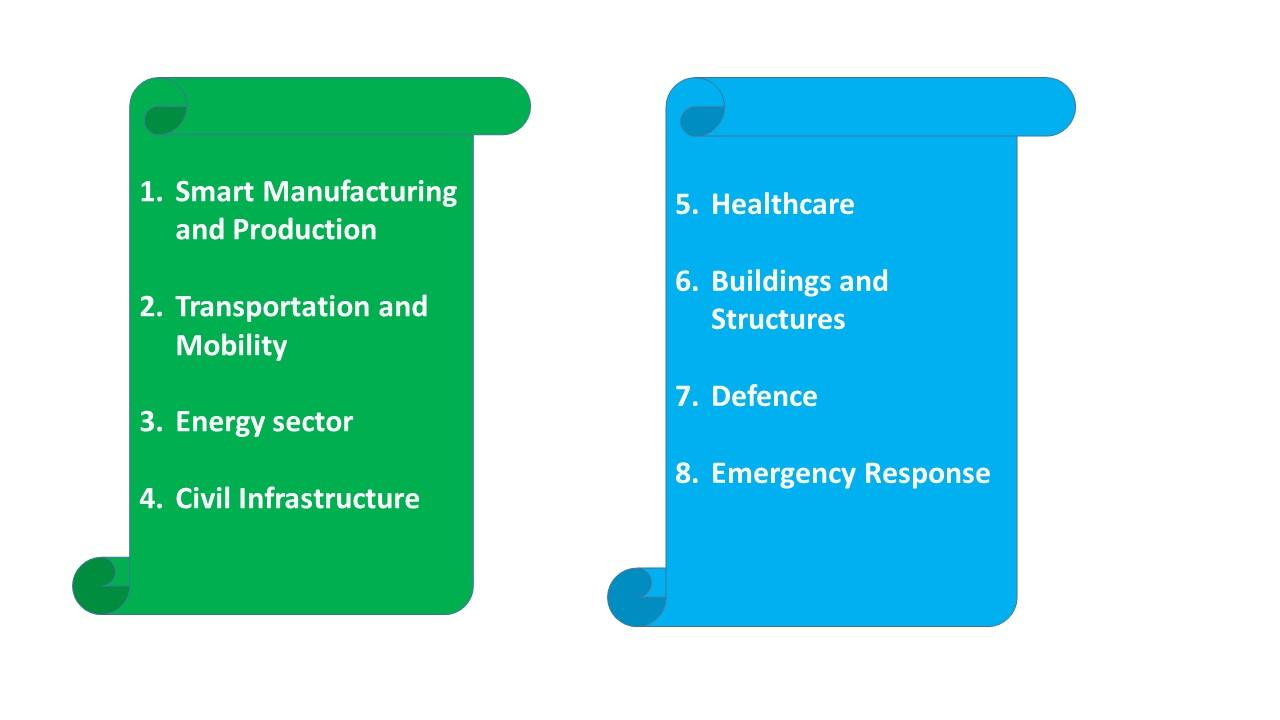 1. Smart Manufacturing
and Production
2. Transportation and
Mobility
3. Energy sector
4. Civil Infrastructure
5. Healthcare
6. Buildings and
Structures
7. Defence
8. Emergency Response